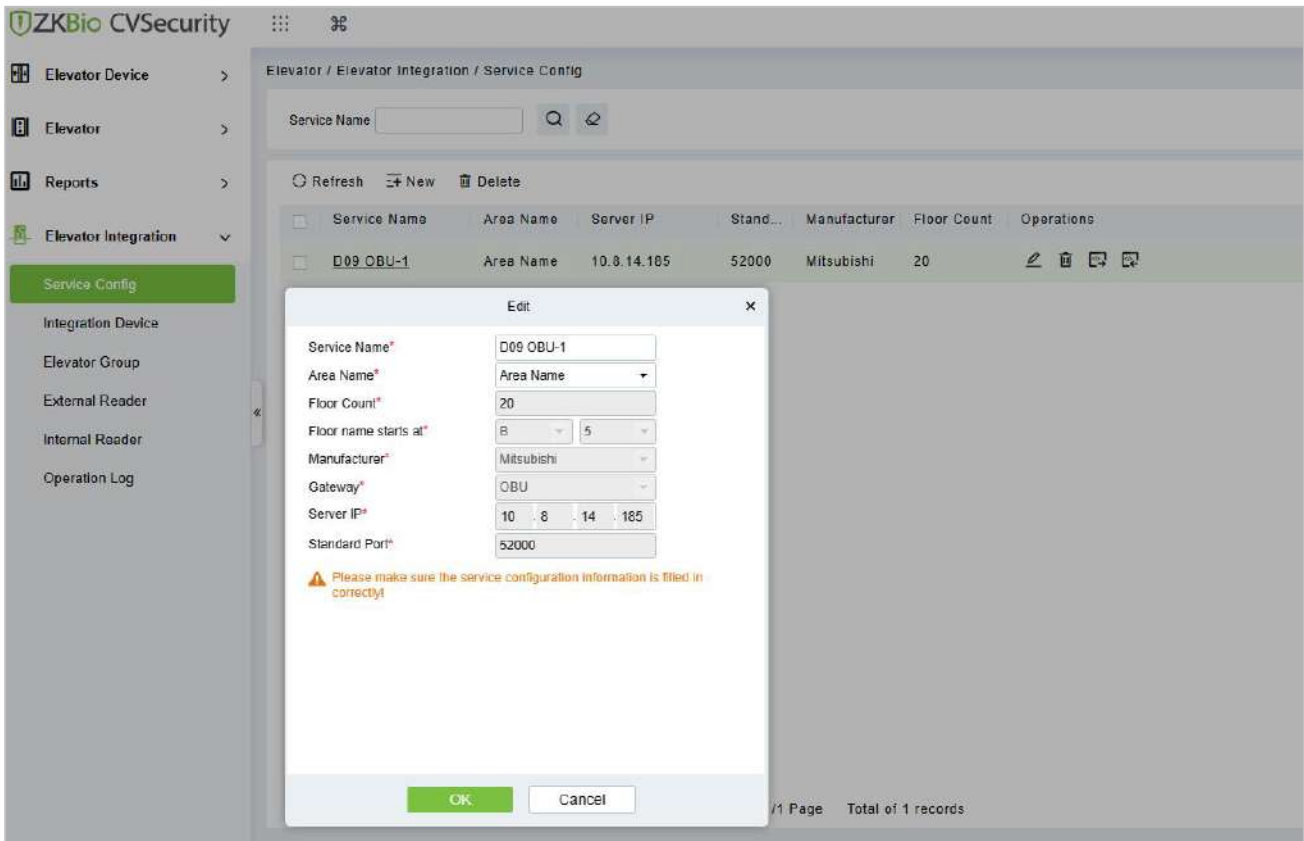 ZKBio CVSecurity
Elevator Device
Elevator
Reports
Elevator Integration
Service Config
Integration Device
Elevator Group
External Reader
Internal Reader
Operation Log
Elevator / Elevator Integration / Service Config
Service Name
Refresh New Delete
Service Name Area Name Server IP Stand... Manufacturer Floor Count Operations
D09 OBU-1 Area Name 10.8.14.185 52000 Mitsubishi 20
Edit
Service Name* D09 OBU-1
Area Name* Area Name
Floor Count* 20
Floor name starts at* B 5
Manufacturer* Mitsubishi
Gateway* OBU
Server IP* 10 . 8 . 14 . 185
Standard Port* 52000
Please make sure the service configuration information is filled in
correctly!
OK Cancel
/1 Page Total of 1 records